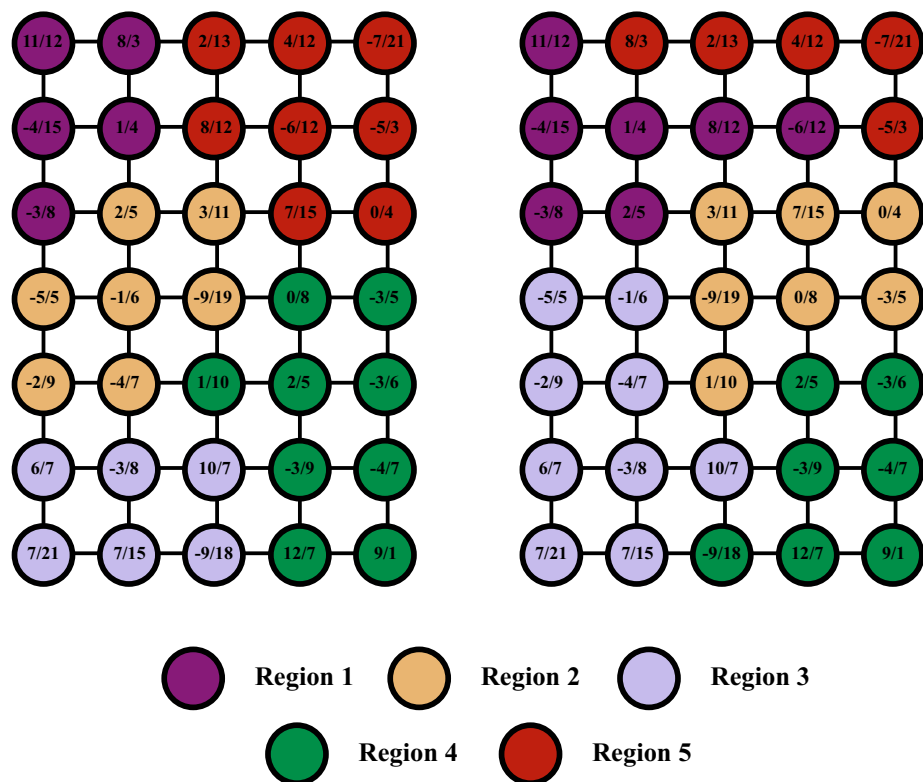 11/12 8/3 2/13 4/12 -7/21 11/12 8/3 2/13 4/12 -7/21
-4/15 1/4 8/12 -6/12 -5/3 -4/15 1/4 8/12 -6/12 -5/3
-3/8 2/5 3/11 7/15 0/4 -3/8 2/5 3/11 7/15 0/4
-5/5 -1/6 -9/19 0/8 -3/5 -5/5 -1/6 -9/19 0/8 -3/5
-2/9 -4/7 1/10 2/5 -3/6 -2/9 -4/7 1/10 2/5 -3/6
6/7 -3/8 10/7 -3/9 -4/7 6/7 -3/8 10/7 -3/9 -4/7
7/21 7/15 -9/18 12/7 9/1 7/21 7/15 -9/18 12/7 9/1
Region 1 Region 2 Region 3
Region 4 Region 5